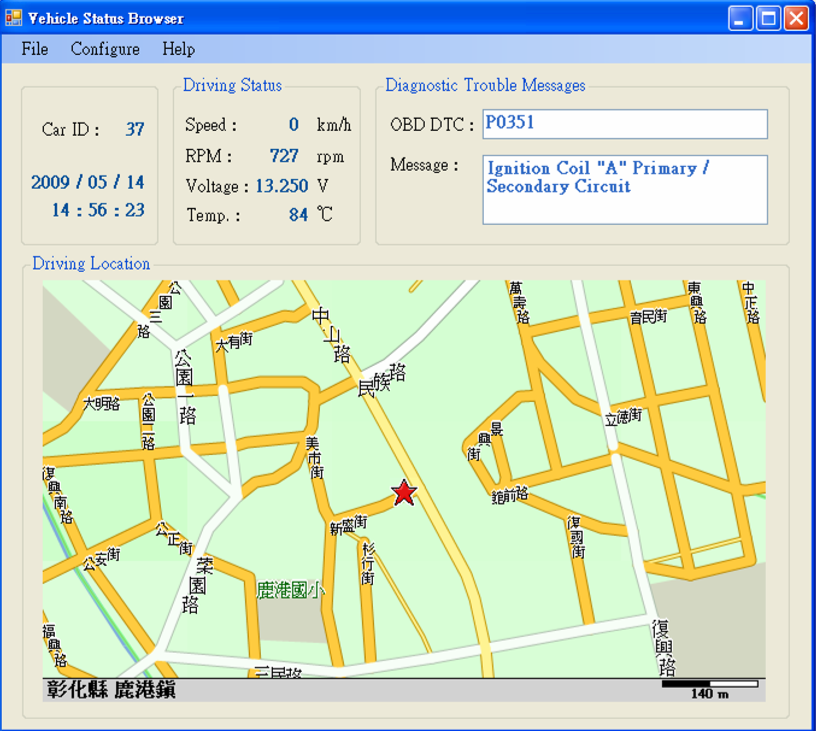 Vehicle Status Browser
File Configure Help
Car ID : 37
2009 / 05 / 14
14 : 56 : 23
Driving Status
Speed : 0 km/h
RPM : 727 rpm
Voltage : 13.250 V
Temp. : 84 ℃
Diagnostic Trouble Messages
OBD DTC : P0351
Message : Ignition Coil "A" Primary /
Secondary Circuit
Driving Location
公園三路
大有街
中山路
萬壽路
音民街
東興路
中正路
公園一路
民族路
大明路
公園二路
美市街
景興街
立德街
復興南路
館前路
新盛街
復國街
公正街
杉行街
公安街
菜園路
鹿港國小
福興路
復興路
三民路
彰化縣 鹿港鎮
140 m